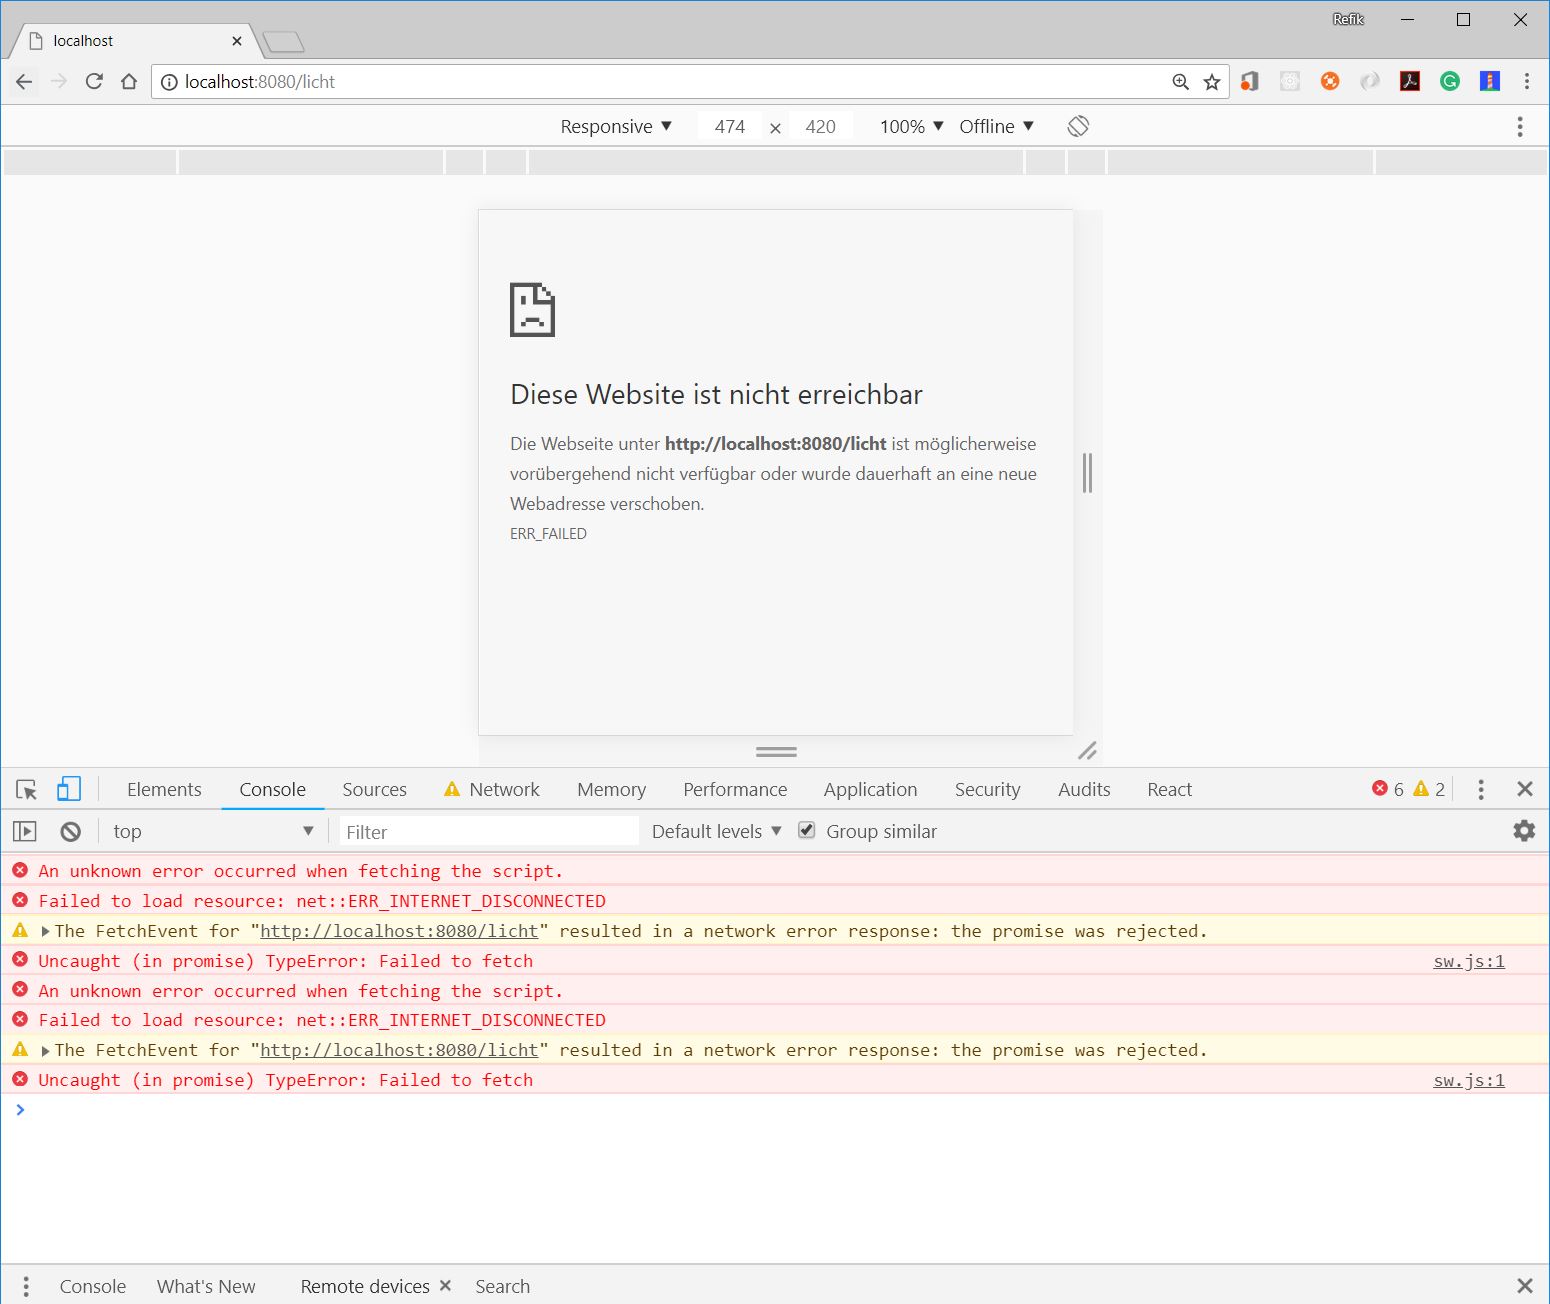 Refik
localhost
localhost:8080/licht
Responsive 474 × 420 100% Offline
Diese Website ist nicht erreichbar
Die Webseite unter http://localhost:8080/licht ist möglicherweise
vorübergehend nicht verfügbar oder wurde dauerhaft an eine neue
Webadresse verschoben.
ERR_FAILED
Elements Console Sources Network Memory Performance Application Security Audits React 6 2
top Filter Default levels Group similar
An unknown error occurred when fetching the script.
Failed to load resource: net::ERR_INTERNET_DISCONNECTED
The FetchEvent for "http://localhost:8080/licht" resulted in a network error response: the promise was rejected.
Uncaught (in promise) TypeError: Failed to fetch sw.js:1
An unknown error occurred when fetching the script.
Failed to load resource: net::ERR_INTERNET_DISCONNECTED
The FetchEvent for "http://localhost:8080/licht" resulted in a network error response: the promise was rejected.
Uncaught (in promise) TypeError: Failed to fetch sw.js:1
Console What's New Remote devices Search